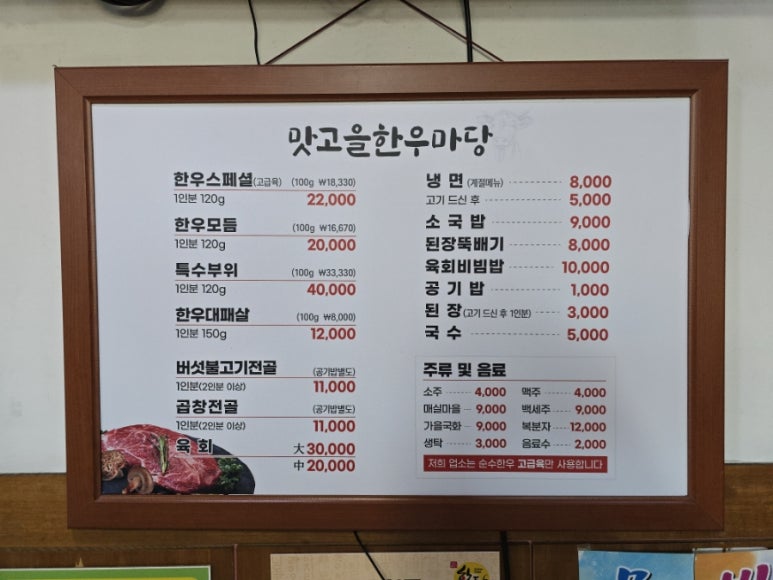 맛고을한우마당
한우스페셜(고급육) (100g ₩18,330)
1인분 120g 22,000
한우모듬 (100g ₩16,670)
1인분 120g 20,000
특수부위 (100g ₩33,330)
1인분 120g 40,000
한우대패살 (100g ₩8,000)
1인분 150g 12,000
버섯불고기전골 (공기밥별도)
1인분(2인분 이상) 11,000
곱창전골 (공기밥별도)
1인분(2인분 이상) 11,000
육 회 大 30,000
中 20,000
냉 면 (계절메뉴) 8,000
고기 드신 후 5,000
소 국 밥 9,000
된장뚝배기 8,000
육회비빔밥 10,000
공 기 밥 1,000
된 장 (고기 드신 후 1인분) 3,000
국 수 5,000
주류 및 음료
소주 4,000 맥주 4,000
매실마을 9,000 백세주 9,000
가을국화 9,000 복분자 12,000
생탁 3,000 음료수 2,000
저희 업소는 순수한우 고급육만 사용합니다